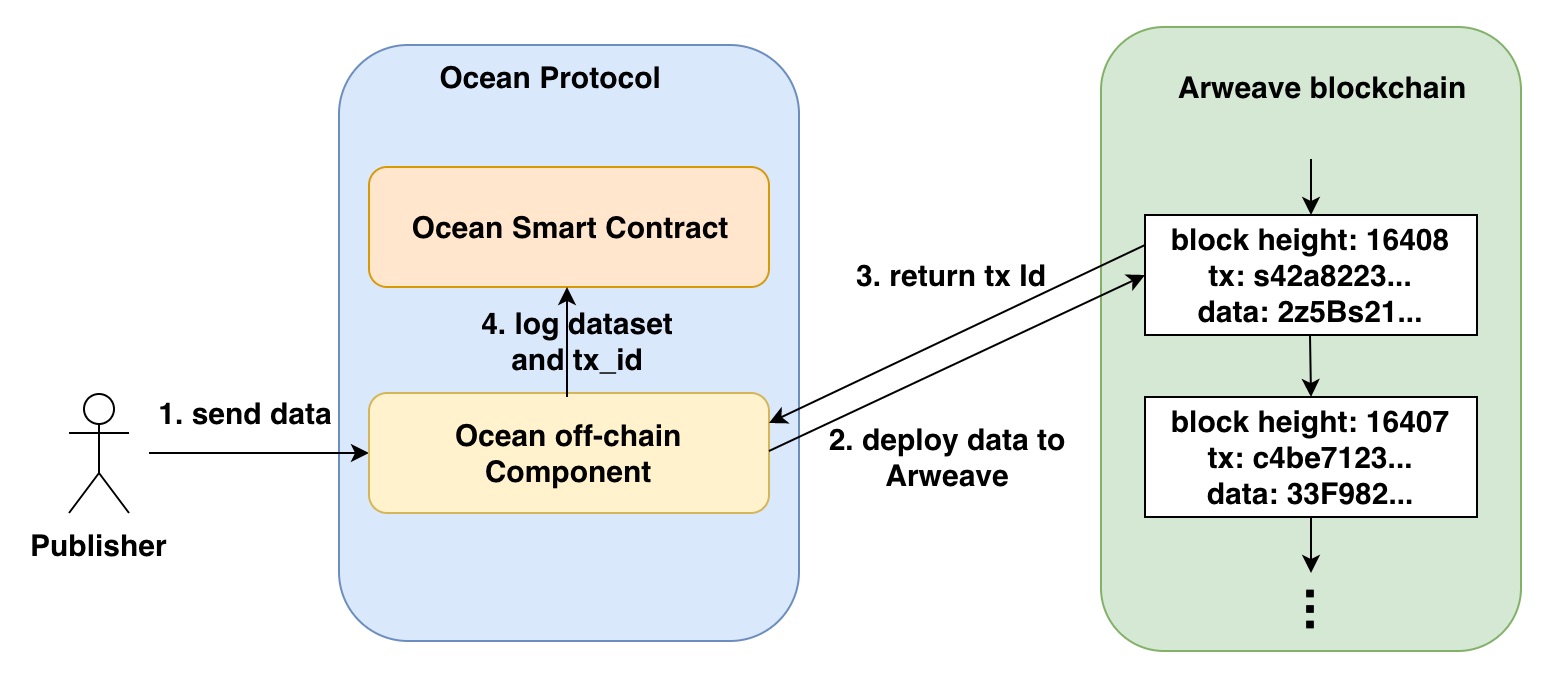 Ocean Protocol
Arweave blockchain
Ocean Smart Contract
block height: 16408
tx: s42a8223...
data: 2z5Bs21...
3. return tx Id
4. log dataset
and tx_id
1. send data
Ocean off-chain
Component
2. deploy data to
Arweave
block height: 16407
tx: c4be7123...
data: 33F982...
Publisher